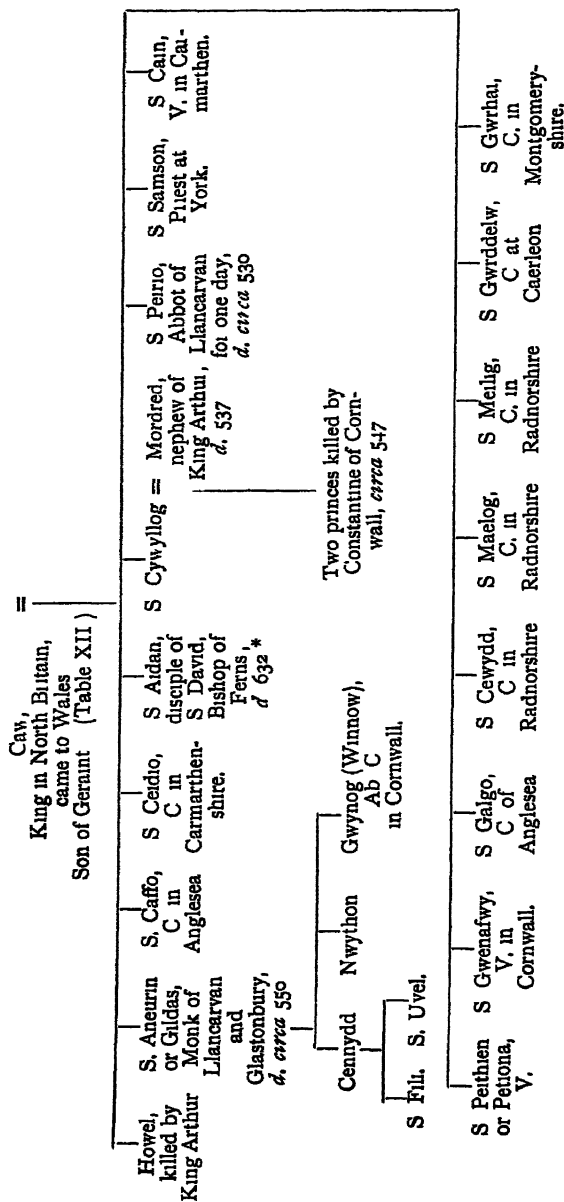 Caw,
King in North Britain,
came to Wales
Son of Geraint (Table XII )
=
Howel,
killed by
King Arthur
S. Aneurin
or Gildas,
Monk of
Llancarvan
and
Glastonbury,
d. circa 550
S. Caffo,
C in
Anglesea
S Ceidio,
C in
Carmarthen-
shire.
S Aidan,
disciple of
S David,
Bishop of
Ferns,
d 632 *
S Cywyllog =
Mordred,
nephew of
King Arthur,
d. 537
S Peirio,
Abbot of
Llancarvan
for one day,
d. circa 530
S Samson,
Priest at
York.
S Cain,
V. in Cai-
marthen.
Two princes killed by
Constantine of Corn-
wall, circa 547
Cennydd
Nwython
Gwynog (Winnow),
Ab C
in Cornwall.
S Fili.
S. Uvel.
S Peithien
or Petiona,
V.
S Gwenafwy,
V. in
Cornwall.
S Galgo,
C of
Anglesea
S Cewydd,
C in
Radnorshire
S Maelog,
C. in
Radnorshire
S Meilig,
C. in
Radnorshire
S Gwrddelw,
C at
Caerleon
S Gwrhai,
C. in
Montgomery-
shire.